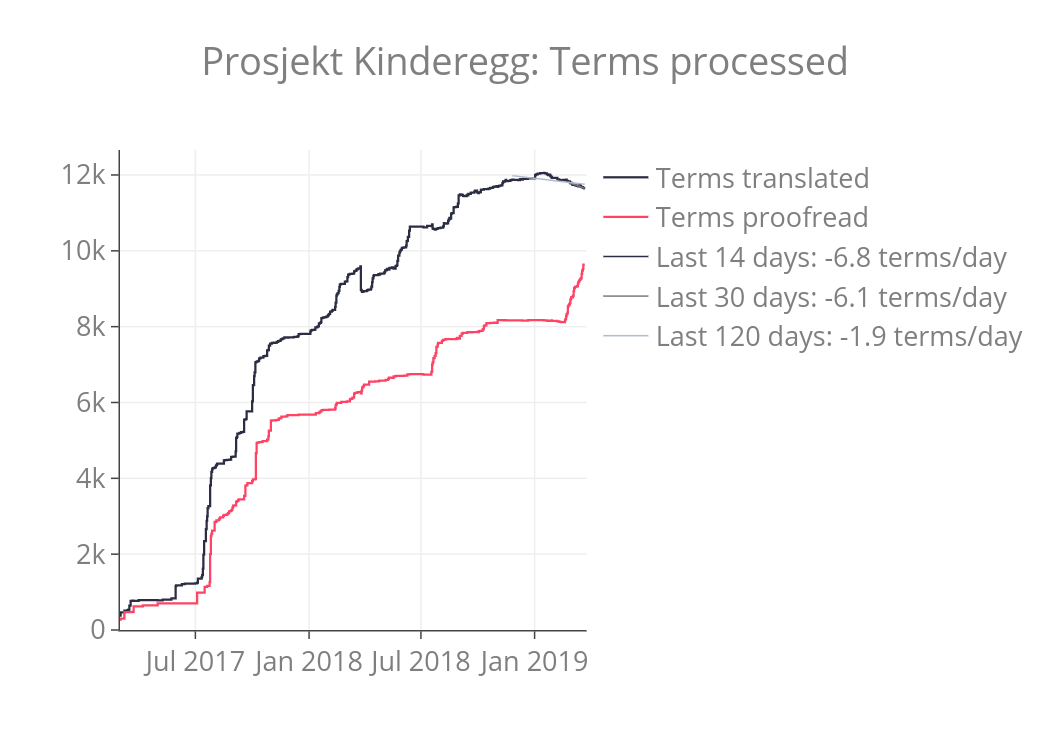 Prosjekt Kinderegg: Terms processed
12k
10k
8k
6k
4k
2k
0
Jul 2017
Jan 2018
Jul 2018
Jan 2019
Terms translated
Terms proofread
Last 14 days: -6.8 terms/day
Last 30 days: -6.1 terms/day
Last 120 days: -1.9 terms/day